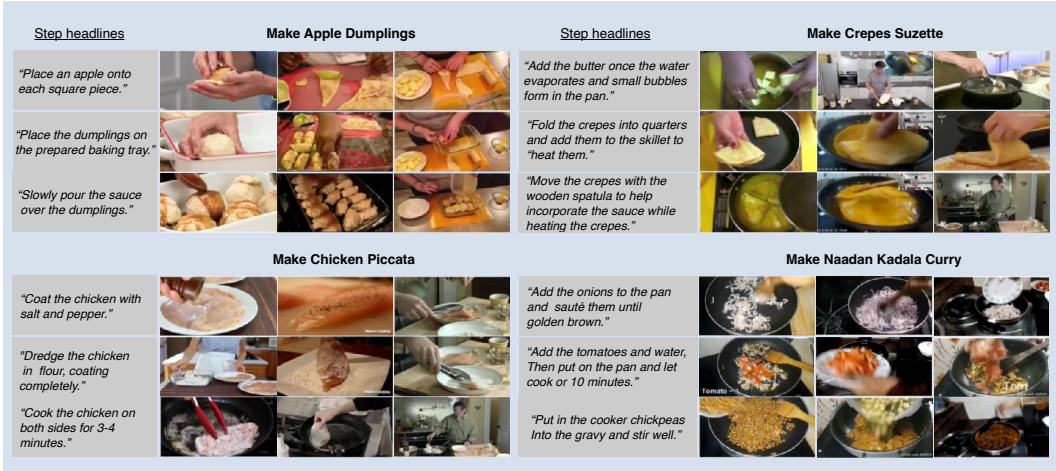 Step headlines
Make Apple Dumplings
“Place an apple onto
each square piece.”
“Place the dumplings on
the prepared baking tray.”
“Slowly pour the sauce
over the dumplings.”
Step headlines
Make Crepes Suzette
“Add the butter once the water
evaporates and small bubbles
form in the pan.”
“Fold the crepes into quarters
and add them to the skillet to
“heat them.”
“Move the crepes with the
wooden spatula to help
incorporate the sauce while
heating the crepes.”
Make Chicken Piccata
“Coat the chicken with
salt and pepper.”
"Dredge the chicken
in flour, coating
completely.”
“Cook the chicken on
both sides for 3-4
minutes.”
Make Naadan Kadala Curry
“Add the onions to the pan
and sauté them until
golden brown.”
“Add the tomatoes and water,
Then put on the pan and let
cook or 10 minutes.”
Tomato – 1
Tom
“Put in the cooker chickpeas
Into the gravy and stir well.”